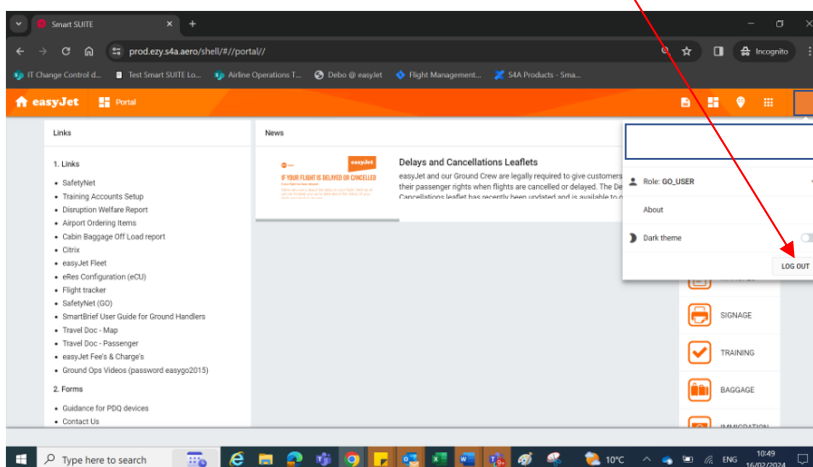 Smart SUITE
prod.ezy.s4a.aero/shell/#//portal//
Incognito
IT Change Control d...
Test Smart SUITE Lo...
Airline Operations T...
Debo @ easyJet
Flight Management...
S4A Products - Sma...
easyJet
Portal
Links
News
1. Links
SafetyNet
Training Accounts Setup
Disruption Welfare Report
Airport Ordering Items
Cabin Baggage Off Load report
Citrix
easyJet Fleet
eRes Configuration (eCU)
Flight tracker
SafetyNet (GO)
SmartBrief User Guide for Ground Handlers
Travel Doc - Map
Travel Doc - Passenger
easyJet Fee's & Charge's
Ground Ops Videos (password easygo2015)
2. Forms
Guidance for PDQ devices
Contact Us
easyJet
IF YOUR FLIGHT IS DELAYED OR CANCELLED
Delays and Cancellations Leaflets
easyJet and our Ground Crew are legally required to give customers
their passenger rights when flights are cancelled or delayed. The De
Cancellations leaflet has recently been updated and is available to
Role: GO_USER
About
Dark theme
LOG OUT
SIGNAGE
TRAINING
BAGGAGE
IMMIGRATION
Type here to search
10°C
ENG
10:49
16/02/2024